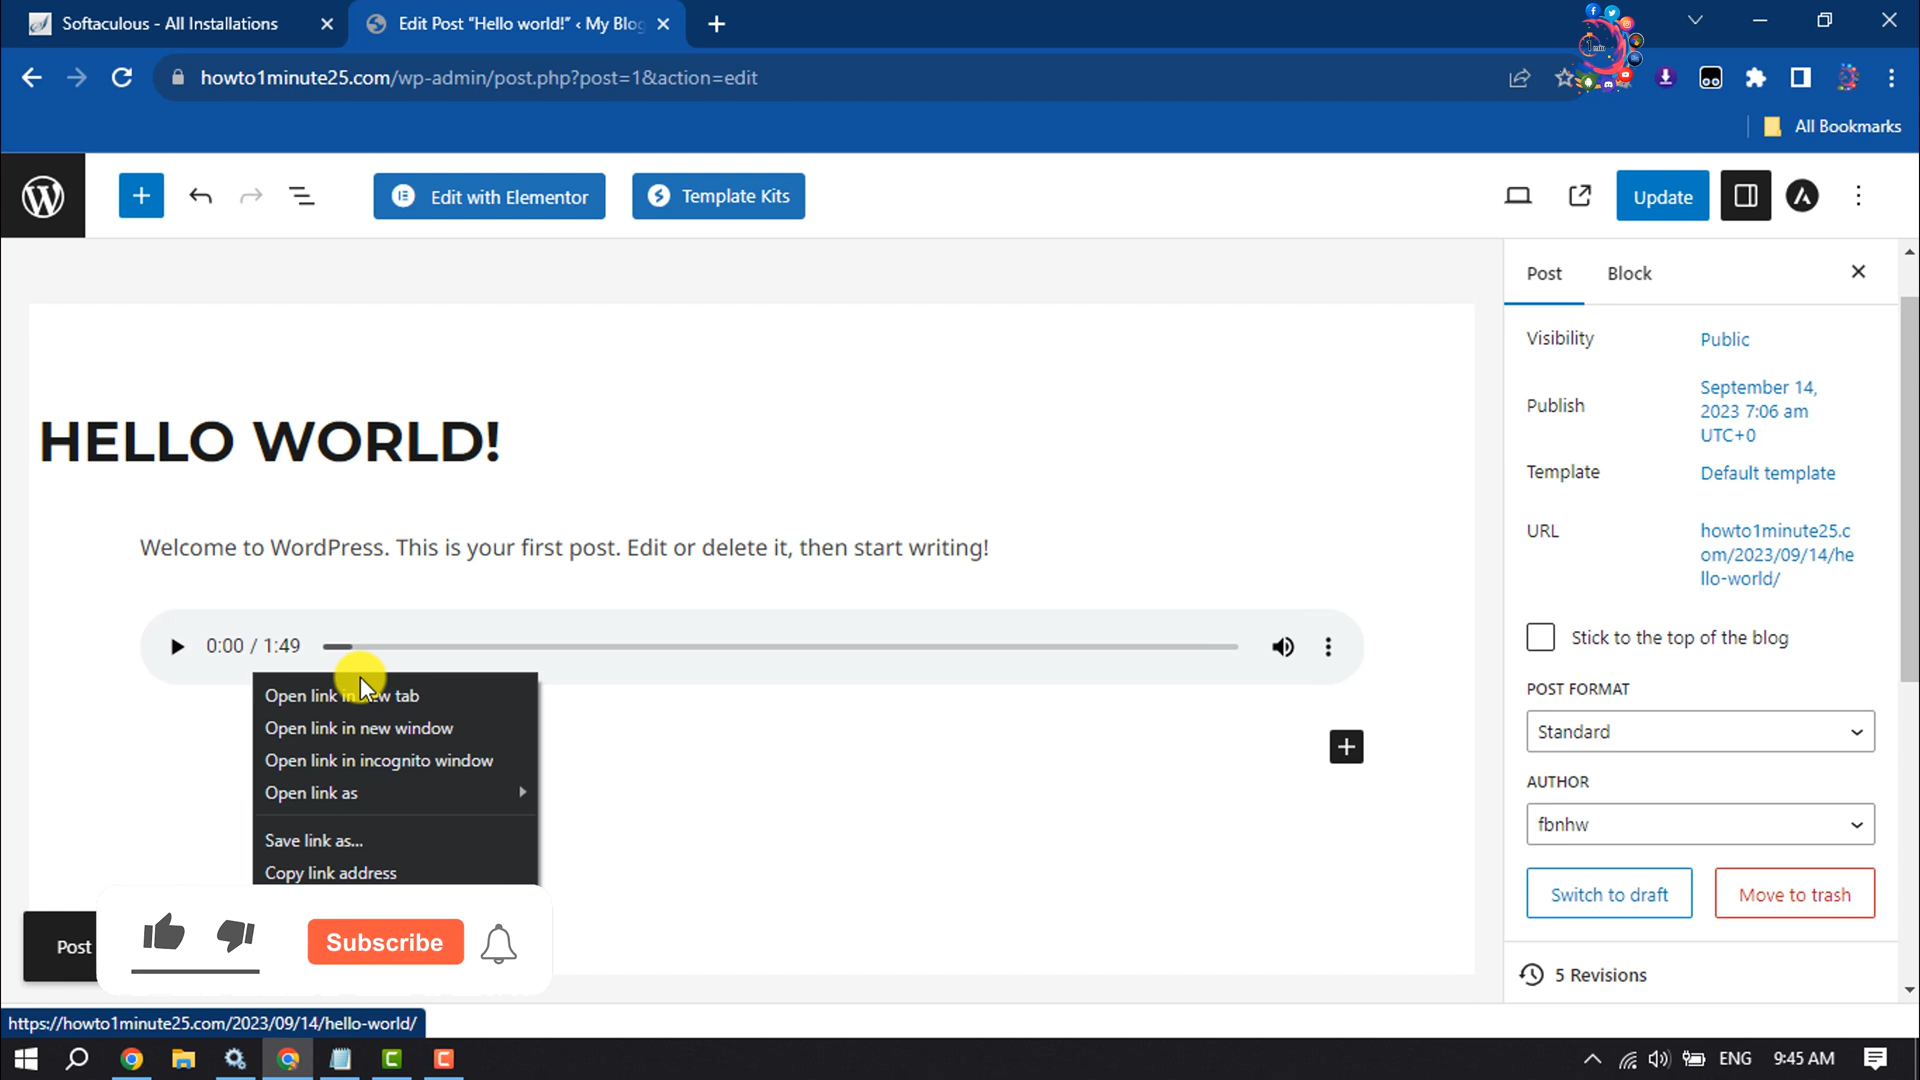 Softaculous - All Installations
Edit Post “Hello world!” ‹ My Blog
howto1minute25.com/wp-admin/post.php?post=1&action=edit
1min
All Bookmarks
Edit with Elementor
Template Kits
Update
Post
Block
Visibility
Public
Publish
September 14,
2023 7:06 am
UTC+0
Template
Default template
URL
howto1minute25.c
om/2023/09/14/he
llo-world/
Stick to the top of the blog
POST FORMAT
Standard
AUTHOR
fbnhw
Switch to draft
Move to trash
5 Revisions
HELLO WORLD!
Welcome to WordPress. This is your first post. Edit or delete it, then start writing!
0:00 / 1:49
Open link in new tab
Open link in new window
Open link in incognito window
Open link as
Save link as...
Copy link address
Post
Subscribe
https://howto1minute25.com/2023/09/14/hello-world/
ENG
9:45 AM